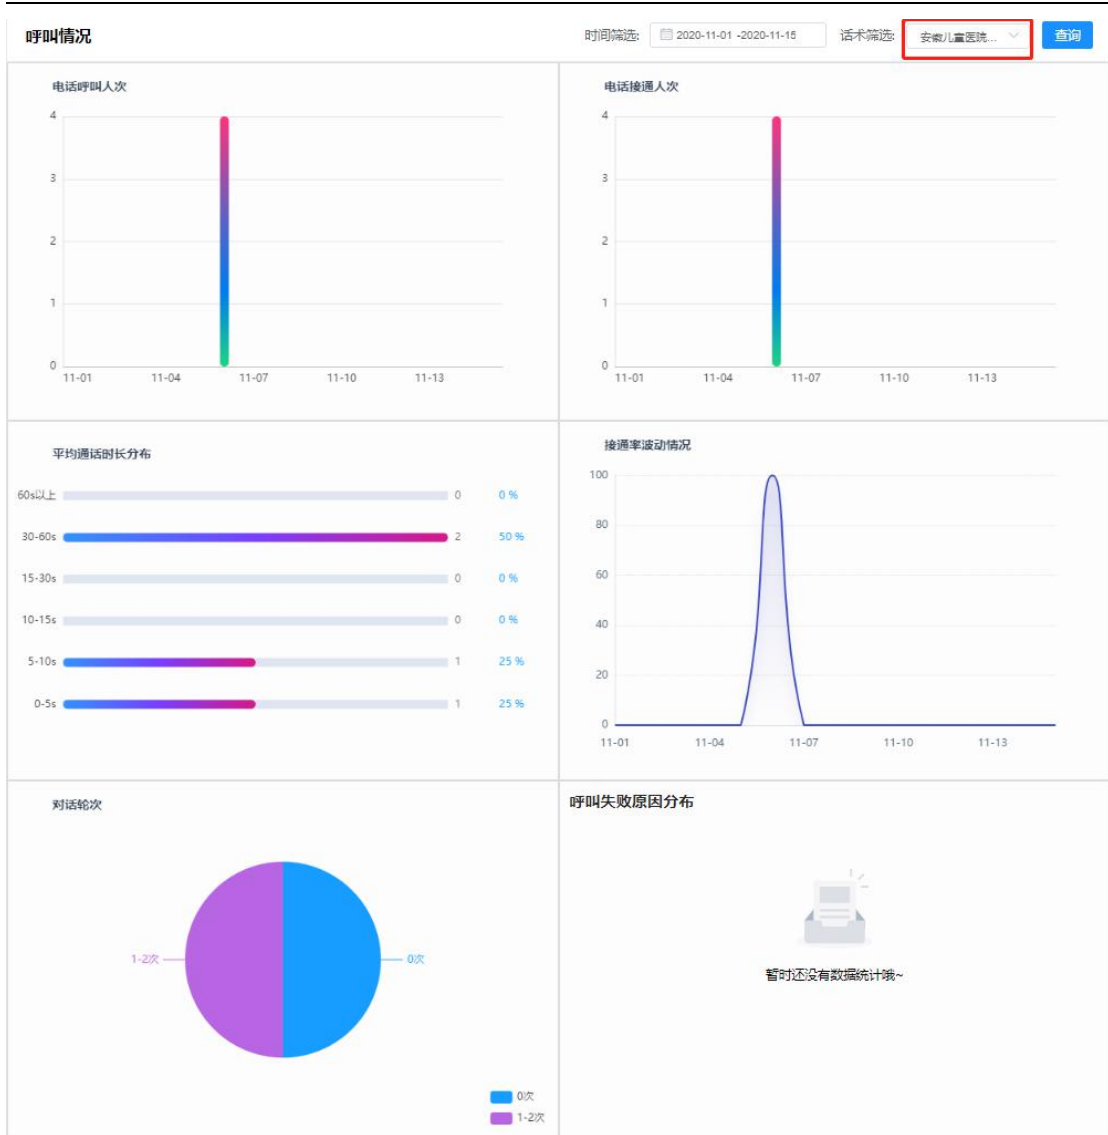 呼叫情况
时间筛选: 2020-11-01 -2020-11-15 话术筛选: 安徽儿童医院... 查询
电话呼叫人次
4
3
2
1
0
11-01 11-04 11-07 11-10 11-13
电话接通人次
4
3
2
1
0
11-01 11-04 11-07 11-10 11-13
平均通话时长分布
60s以上 0 0 %
30-60s 2 50 %
15-30s 0 0 %
10-15s 0 0 %
5-10s 1 25 %
0-5s 1 25 %
接通率波动情况
100
80
60
40
20
0
11-01 11-04 11-07 11-10 11-13
对话轮次
1-2次 0次
0次
1-2次
呼叫失败原因分布
暂时还没有数据统计哦~